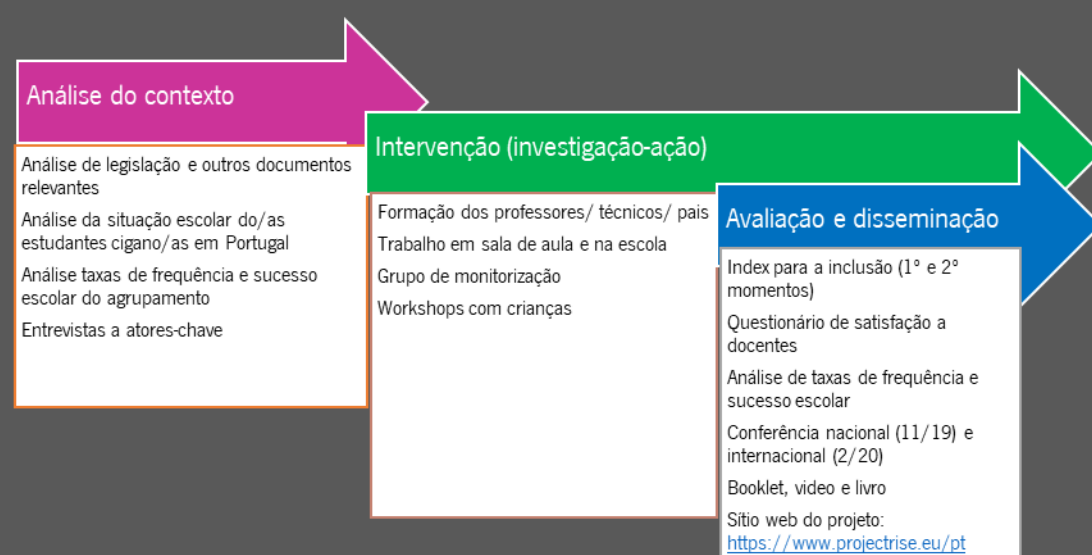 Análise do contexto
Análise de legislação e outros documentos
relevantes
Análise da situação escolar do/as
estudantes cigano/as em Portugal
Análise taxas de frequência e sucesso
escolar do agrupamento
Entrevistas a atores-chave
Intervenção (investigação-ação)
Formação dos professores/ técnicos/ pais
Trabalho em sala de aula e na escola
Grupo de monitorização
Workshops com crianças
Avaliação e disseminação
Index para a inclusão (1º e 2º
momentos)
Questionário de satisfação a
docentes
Análise de taxas de frequência e
sucesso escolar
Conferência nacional (11/19) e
internacional (2/20)
Booklet, video e livro
Sítio web do projeto:
https://www.projectrise.eu/pt